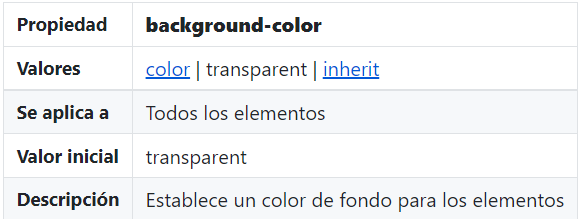 Propiedad background-color
Valores color | transparent | inherit
Se aplica a Todos los elementos
Valor inicial transparent
Descripción Establece un color de fondo para los elementos